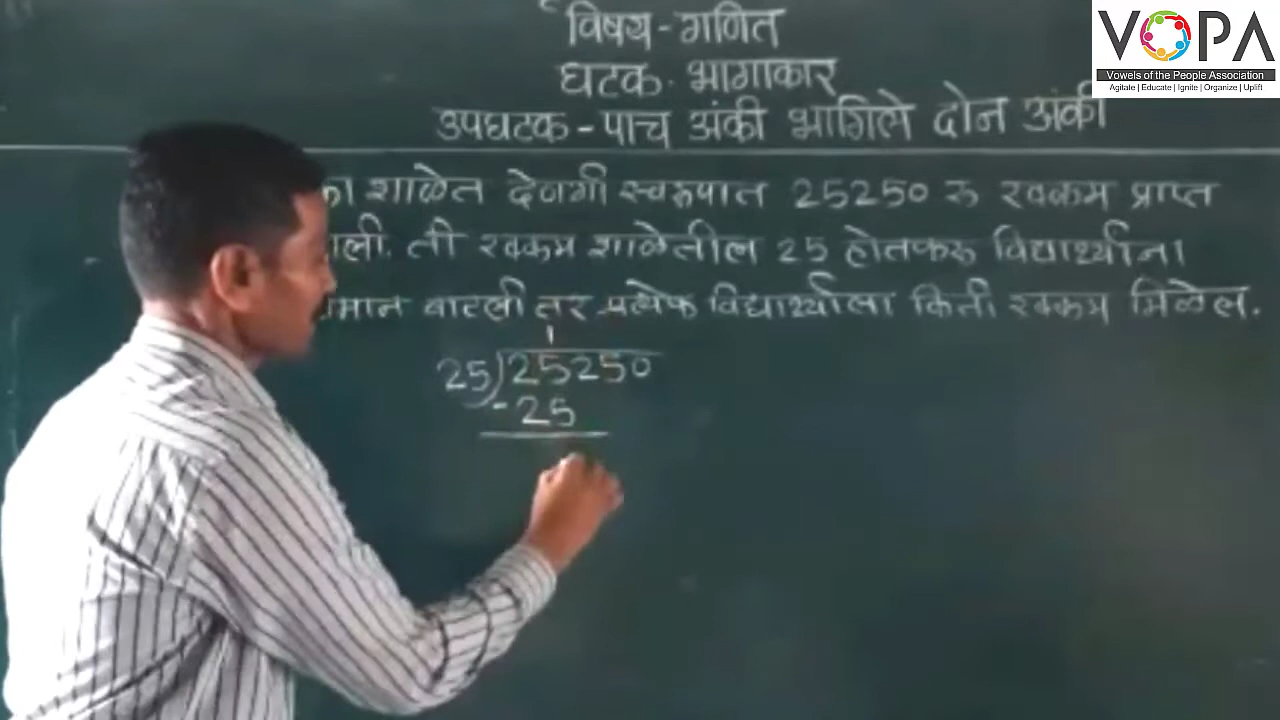 विषय - गणित
घटक - भागाकार
उपघटक - पाच अंकी भागिले दोन अंकी
का शाळेत देणगी स्वरुपात 25250 रु रक्कम प्राप्त
ाली. ती रक्कम शाळेतील 25 होतकरु विद्यार्थ्यांना
मान वाटली तर प्रत्येक विद्यार्थ्याला किती रक्कम मिळेल.
1
25)25250
- 25
VOPA
Vowels of the People Association
Agitate | Educate | Ignite | Organize | Uplift